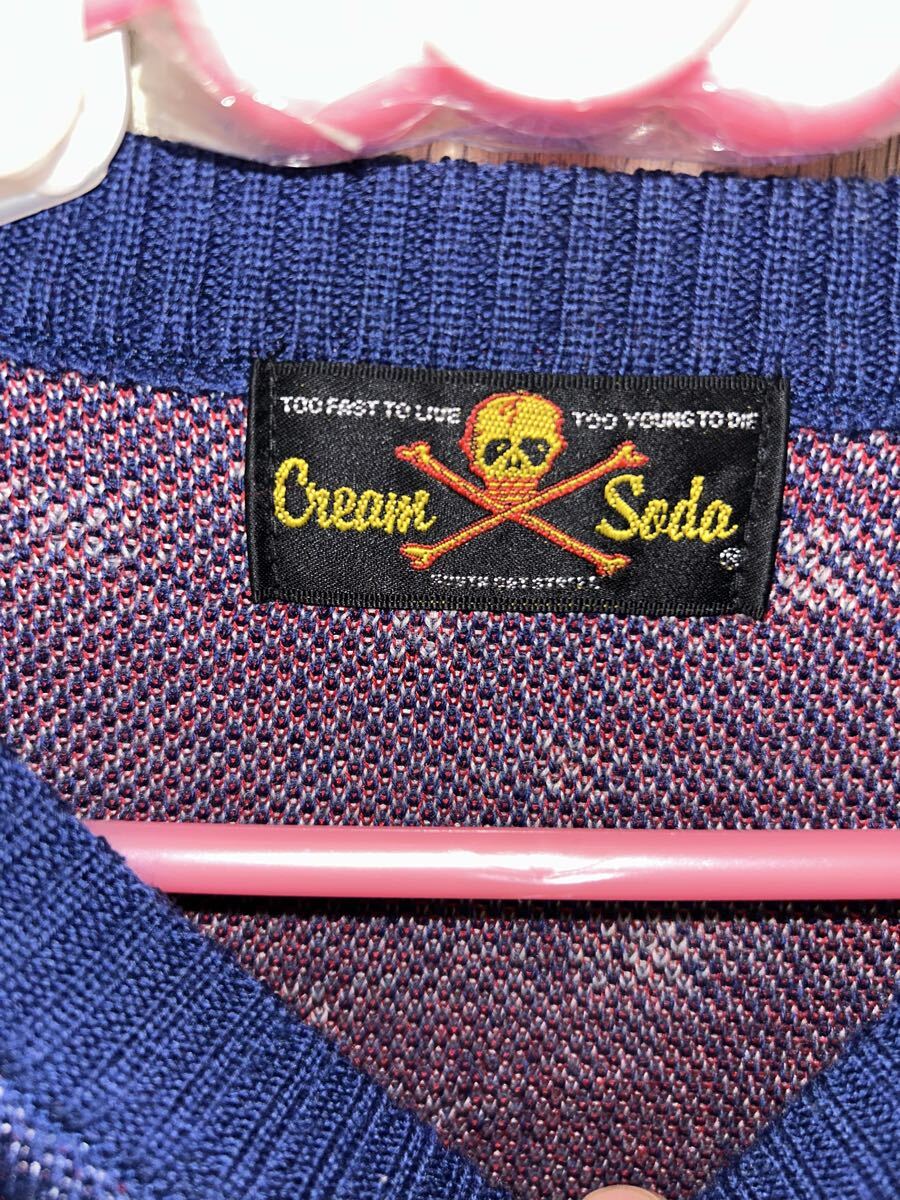 TOO FAST TO LIVE TOO YOUNG TO DIE
Cream Soda
®